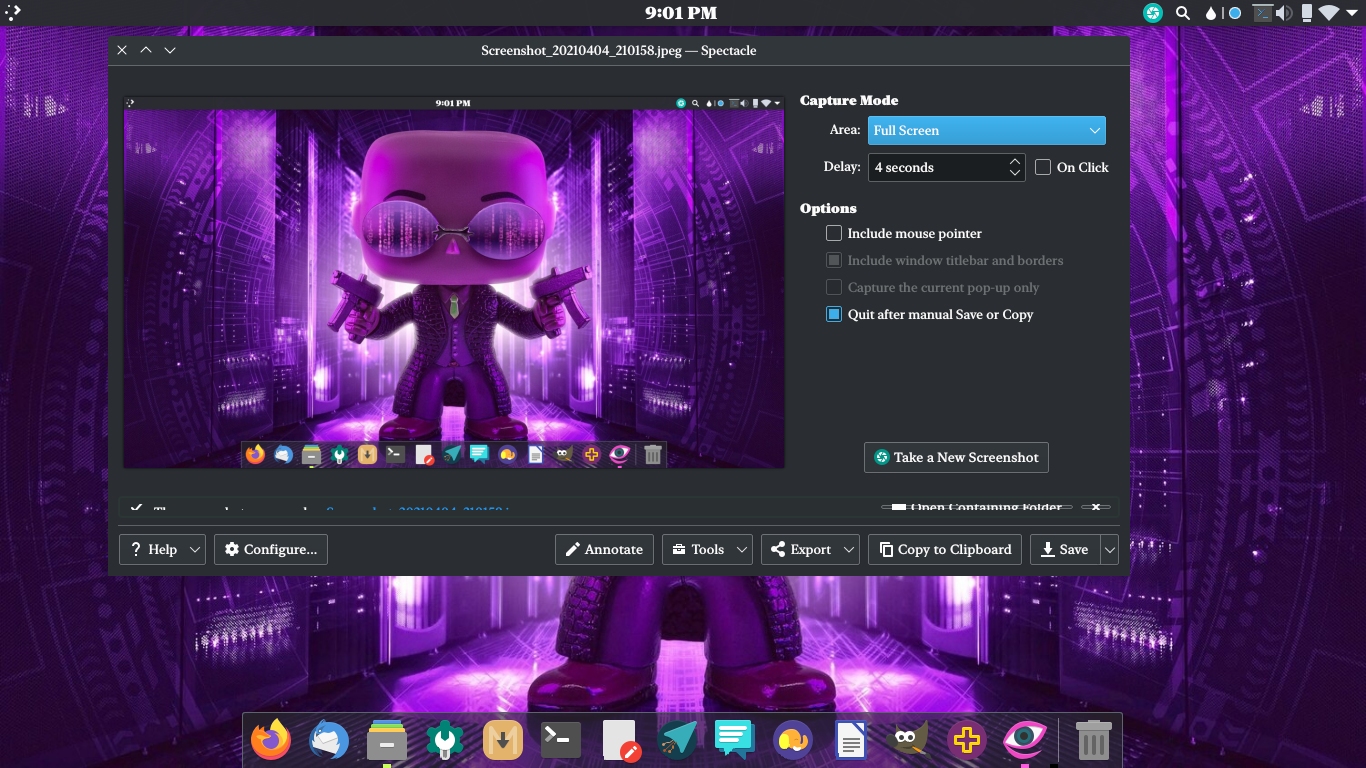 9:01 PM
Screenshot_20210404_210158.jpeg — Spectacle
9:01 PM
Capture Mode
Area: Full Screen
Delay: 4 seconds On Click
Options
Include mouse pointer
Include window titlebar and borders
Capture the current pop-up only
Quit after manual Save or Copy
Take a New Screenshot
Open Containing Folder
? Help
Configure...
Annotate
Tools
Export
Copy to Clipboard
Save